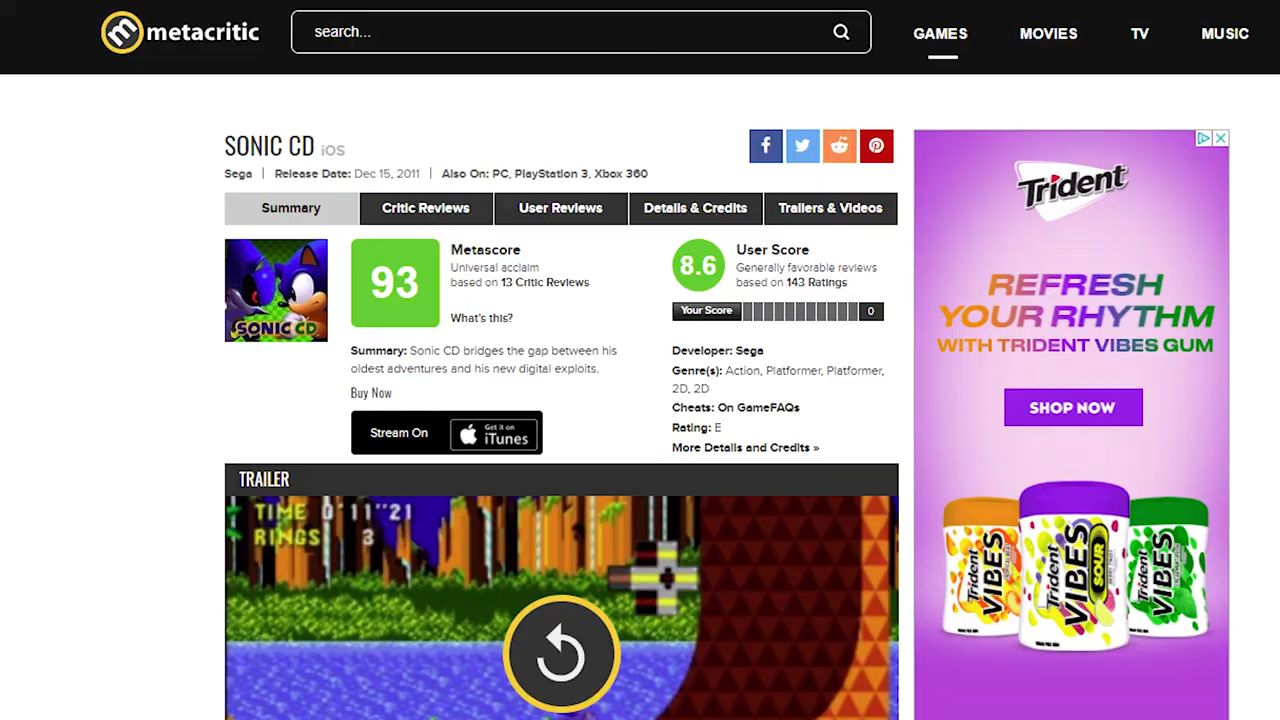 metacritic
search...
GAMES
MOVIES
TV
MUSIC
SONIC CD iOS
Sega | Release Date: Dec 15, 2011 | Also On: PC, PlayStation 3, Xbox 360
Summary
Critic Reviews
User Reviews
Details & Credits
Trailers & Videos
SONIC CD
93
Metascore
Universal acclaim
based on 13 Critic Reviews
What's this?
8.6
User Score
Generally favorable reviews
based on 143 Ratings
Your Score
0
Summary: Sonic CD bridges the gap between his
oldest adventures and his new digital exploits.
Buy Now
Stream On
Get it on
iTunes
Developer: Sega
Genre(s): Action, Platformer, Platformer,
2D, 2D
Cheats: On GameFAQs
Rating: E
More Details and Credits »
TRAILER
TIME 0'11"21
RINGS 3
Trident
REFRESH
YOUR RHYTHM
WITH TRIDENT VIBES GUM
SHOP NOW
Trident
VIBES
Trident
VIBES
SOUR
Trident
VIBES